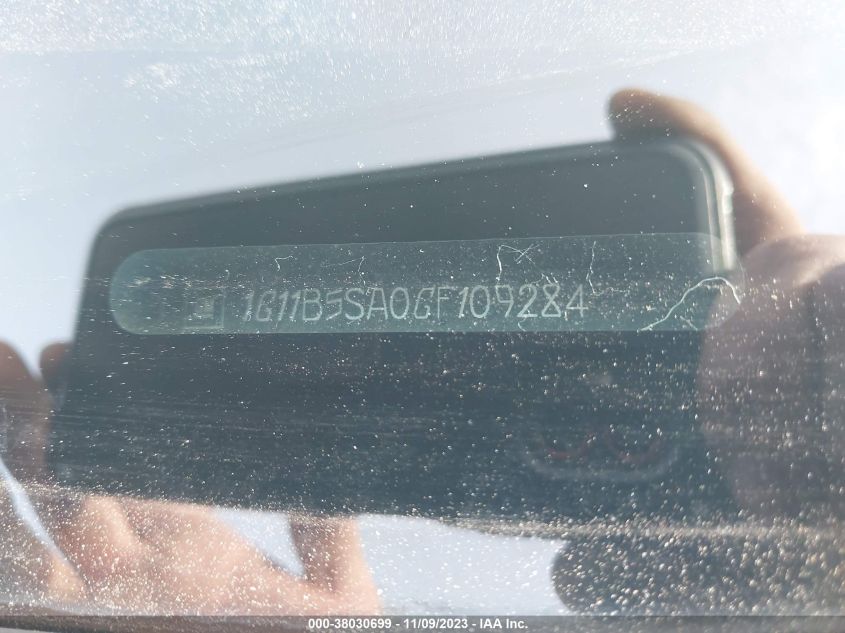 1G11B5SA0GF109284
000-38030699 - 11/09/2023 - IAA Inc.